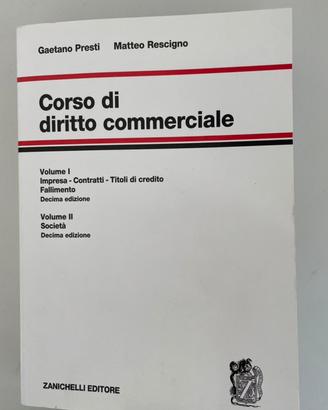 Gaetano Presti Matteo Rescigno
Corso di
diritto commerciale
Volume I
Impresa - Contratti - Titoli di credito
Fallimento
Decima edizione
Volume II
Società
Decima edizione
ZANICHELLI EDITORE